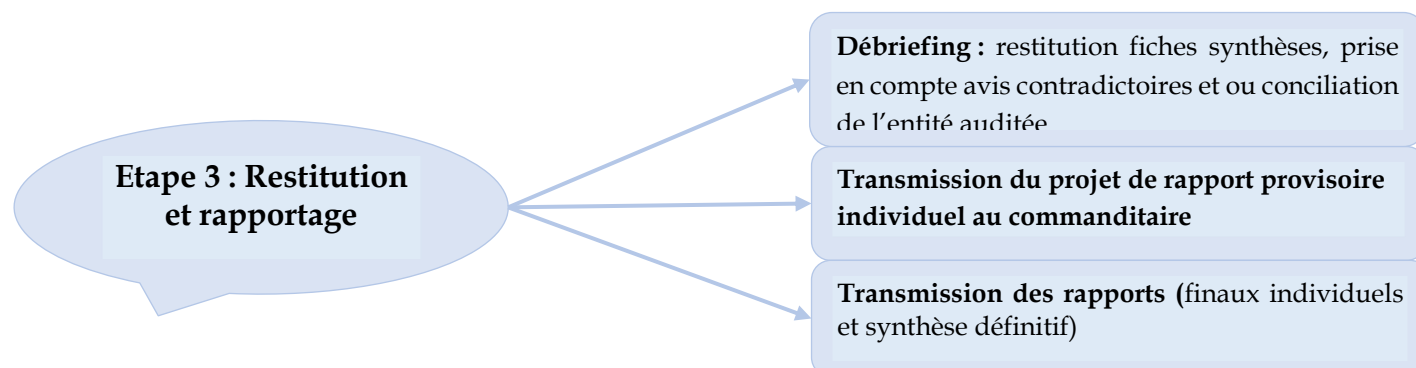 Etape 3 : Restitution
et rapportage
Débriefing : restitution fiches synthèses, prise
en compte avis contradictoires et ou conciliation
de l'entité auditée
Transmission du projet de rapport provisoire
individuel au commanditaire
Transmission des rapports (finaux individuels
et synthèse définitif)